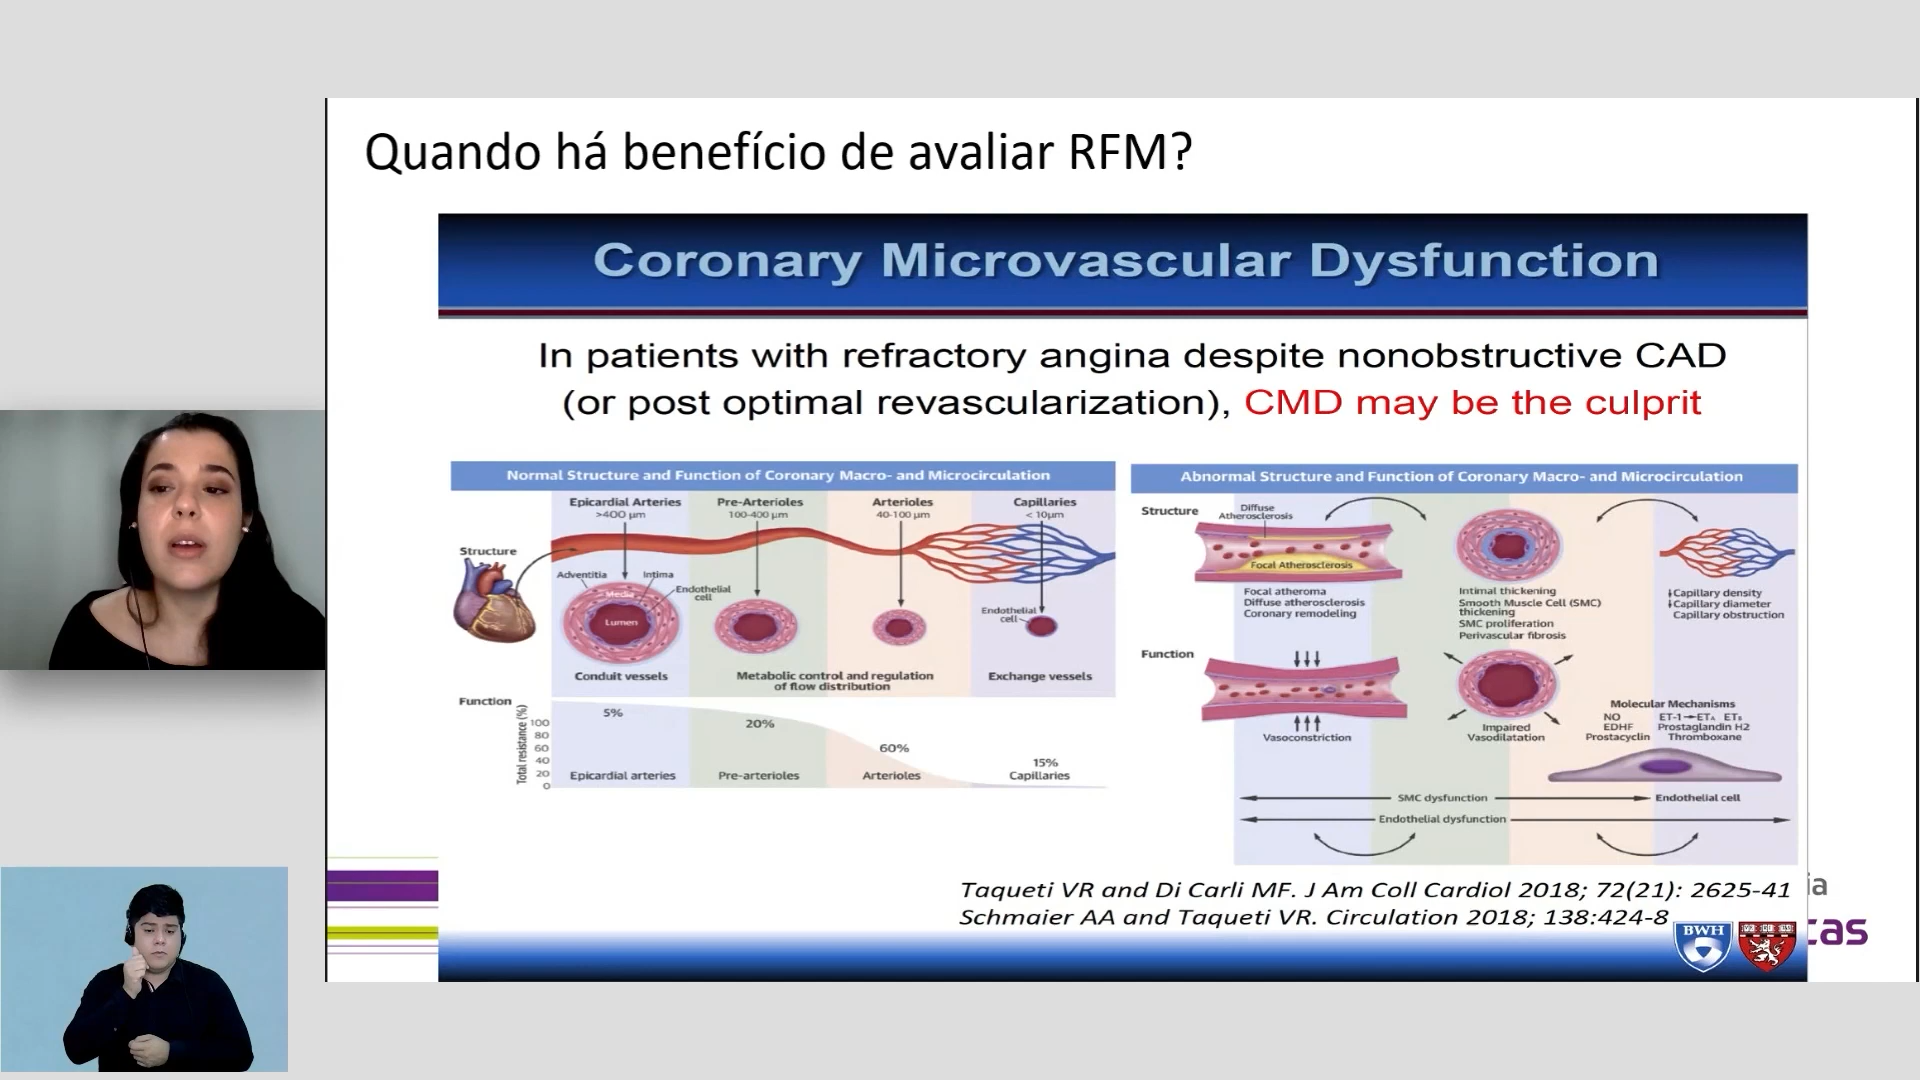 Quando há benefício de avaliar RFM?
Coronary Microvascular Dysfunction
In patients with refractory angina despite nonobstructive CAD
(or post optimal revascularization), CMD may be the culprit
Normal Structure and Function of Coronary Macro- and Microcirculation
Epicardial Arteries
>400 µm
Pre-Arterioles
100-400 µm
Arterioles
40-100 µm
Capillaries
< 10µm
Structure
Adventitia
Intima
Media
Endothelial
cell
Lumen
Endothelial
cell
Conduit vessels
Metabolic control and regulation
of flow distribution
Exchange vessels
Function
Total resistance (%)
100
80
60
40
20
0
5%
20%
60%
15%
Epicardial arteries
Pre-arterioles
Arterioles
Capillaries
Abnormal Structure and Function of Coronary Macro- and Microcirculation
Structure
Diffuse
Atherosclerosis
Focal Atherosclerosis
Focal atheroma
Diffuse atherosclerosis
Coronary remodeling
Intimal thickening
Smooth Muscle Cell (SMC)
thickening
SMC proliferation
Perivascular fibrosis
↓Capillary density
↓Capillary diameter
Capillary obstruction
Function
Vasoconstriction
Impaired
Vasodilatation
Molecular Mechanisms
NO
EDHF
Prostacyclin
ET-1→ETA ETB
Prostaglandin H2
Thromboxane
SMC dysfunction
Endothelial cell
Endothelial dysfunction
Taqueti VR and Di Carli MF. J Am Coll Cardiol 2018; 72(21): 2625-41
Schmaier AA and Taqueti VR. Circulation 2018; 138:424-8
BWH
ia
cas